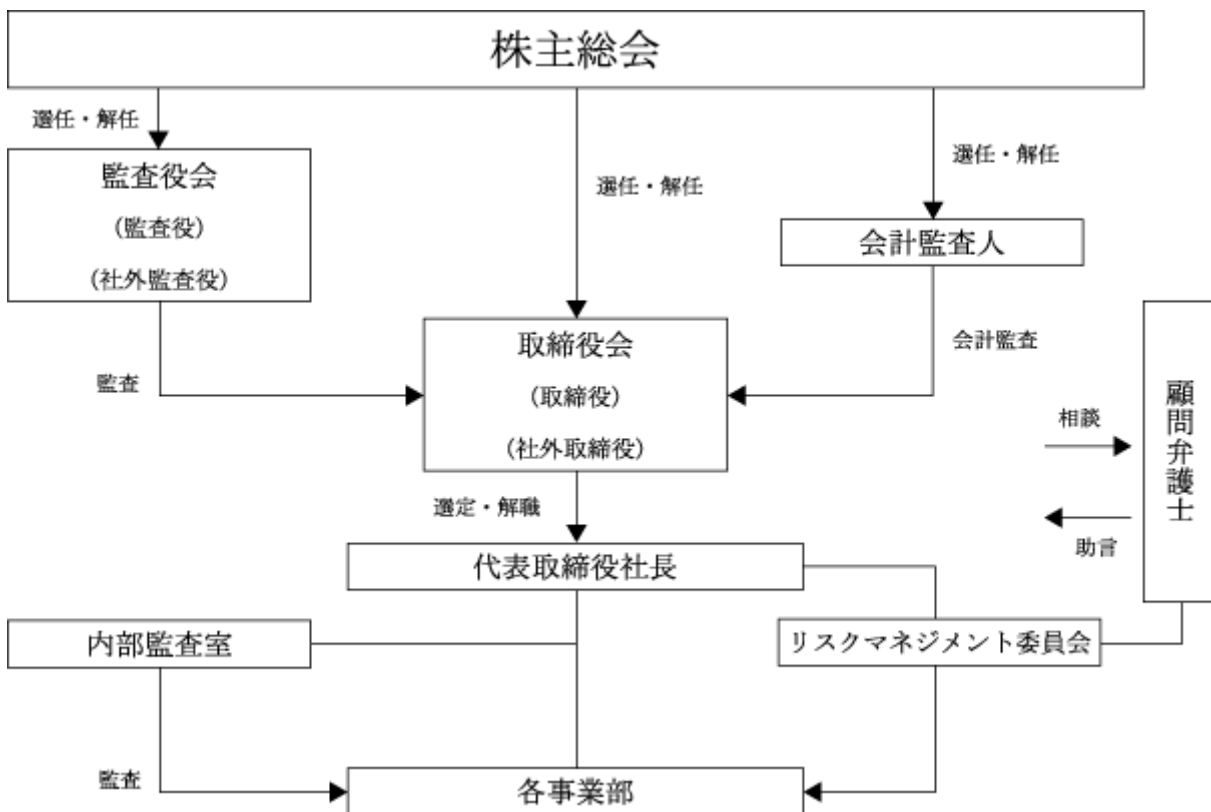 株主総会
選任・解任
監査役会
（監査役）
（社外監査役）
選任・解任
選任・解任
会計監査人
監査
取締役会
（取締役）
（社外取締役）
会計監査
相談
助言
顧問弁護士
選定・解職
代表取締役社長
内部監査室
リスクマネジメント委員会
監査
各事業部